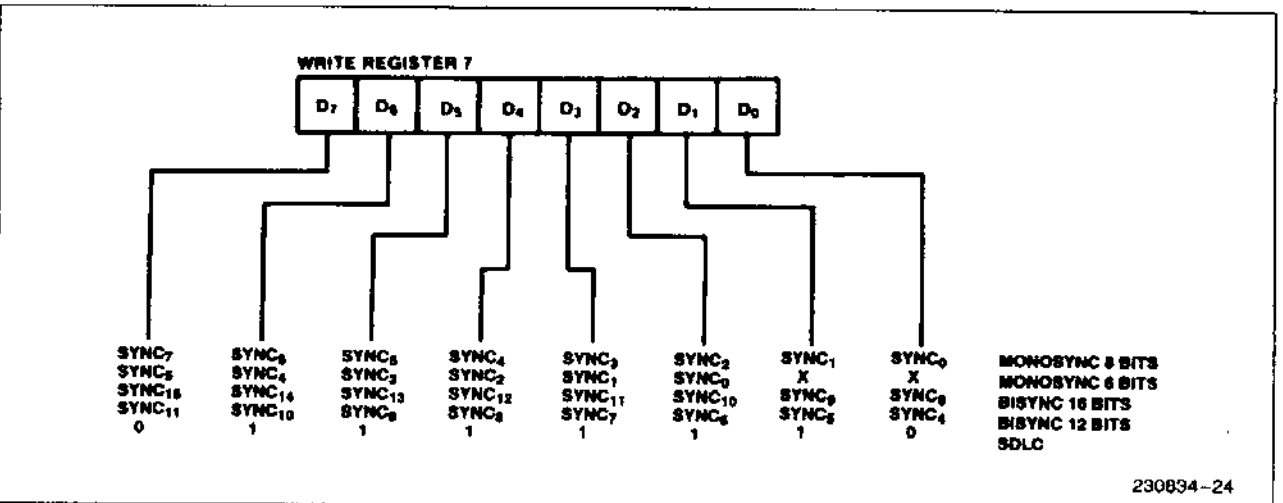 WRITE REGISTER 7
D₇ D₆ D₅ D₄ D₃ D₂ D₁ D₀
SYNC₇ SYNC₆ SYNC₅ SYNC₄ SYNC₃ SYNC₂ SYNC₁ SYNC₀ MONOSYNC 8 BITS
SYNC₅ SYNC₄ SYNC₃ SYNC₂ SYNC₁ SYNC₀ X X MONOSYNC 6 BITS
SYNC₁₅ SYNC₁₄ SYNC₁₃ SYNC₁₂ SYNC₁₁ SYNC₁₀ SYNC₉ SYNC₈ BISYNC 16 BITS
SYNC₁₁ SYNC₁₀ SYNC₉ SYNC₈ SYNC₇ SYNC₆ SYNC₅ SYNC₄ BISYNC 12 BITS
0 1 1 1 1 1 1 0 SDLC
230834-24